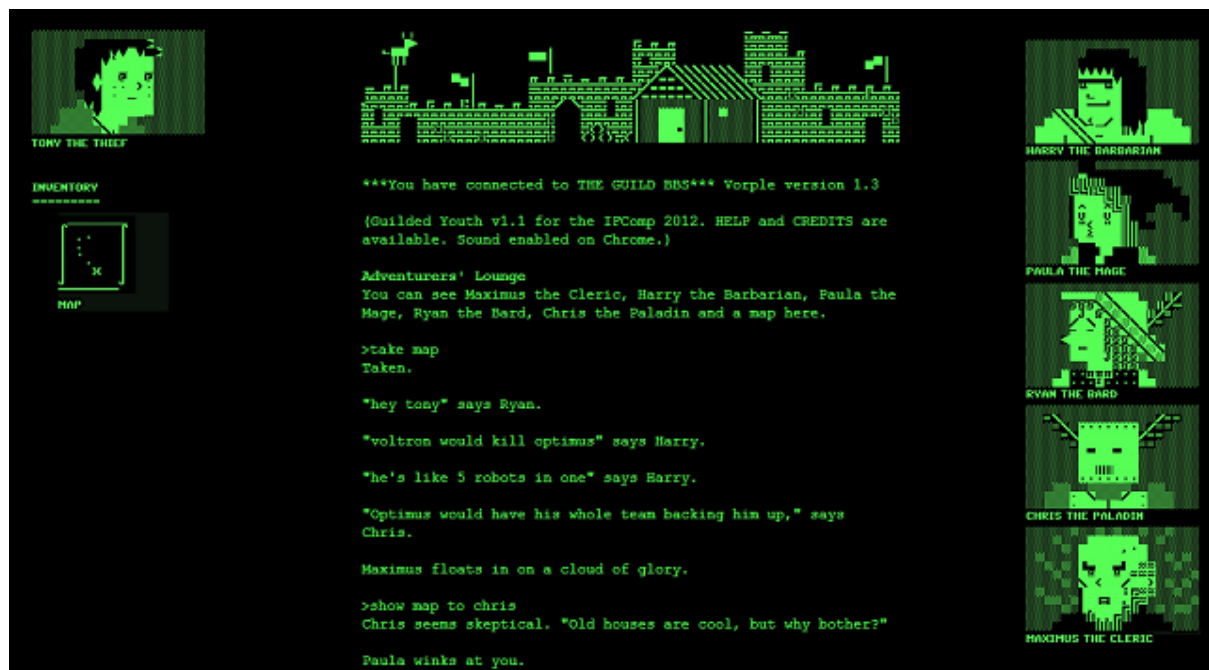 TONY THE THIEF
INVENTORY
=========
MAP
***You have connected to THE GUILD BBS*** Vorple version 1.3
{Guilded Youth v1.1 for the IFComp 2012. HELP and CREDITS are
available. Sound enabled on Chrome.}
Adventurers' Lounge
You can see Maximus the Cleric, Harry the Barbarian, Paula the
Mage, Ryan the Bard, Chris the Paladin and a map here.
>take map
Taken.
"hey tony" says Ryan.
"voltron would kill optimus" says Harry.
"he's like 5 robots in one" says Harry.
"Optimus would have his whole team backing him up," says
Chris.
Maximus floats in on a cloud of glory.
>show map to chris
Chris seems skeptical. "Old houses are cool, but why bother?"
Paula winks at you.
HARRY THE BARBARIAN
PAULA THE MAGE
RYAN THE BARD
CHRIS THE PALADIN
MAXIMUS THE CLERIC